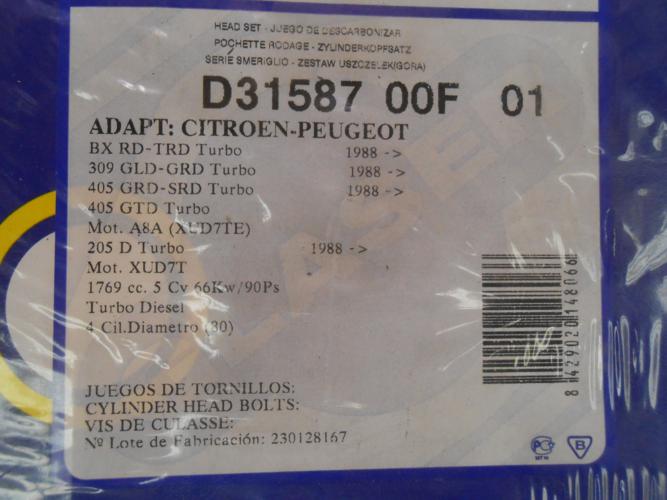 HEAD SET - JUEGO DE DESCARBONIZAR
POCHETTE RODAGE - ZYLINDERKOPFSATZ
SERIE SMERIGLIO - ZESTAW USZCZELEK(GORA)
D31587 00F 01
ADAPT: CITROEN-PEUGEOT
BX RD-TRD Turbo 1988 ->
309 GLD-GRD Turbo 1988 ->
405 GRD-SRD Turbo 1988 ->
405 GTD Turbo
Mot. A8A (XUD7TE)
205 D Turbo 1988 ->
Mot. XUD7T
1769 cc. 5 Cv 66Kw/90Ps
Turbo Diesel
4 Cil.Diametro (80)
JUEGOS DE TORNILLOS:
CYLINDER HEAD BOLTS:
VIS DE CULASSE:
Nº Lote de Fabricación: 230128167
8429020148066
GLASER
B